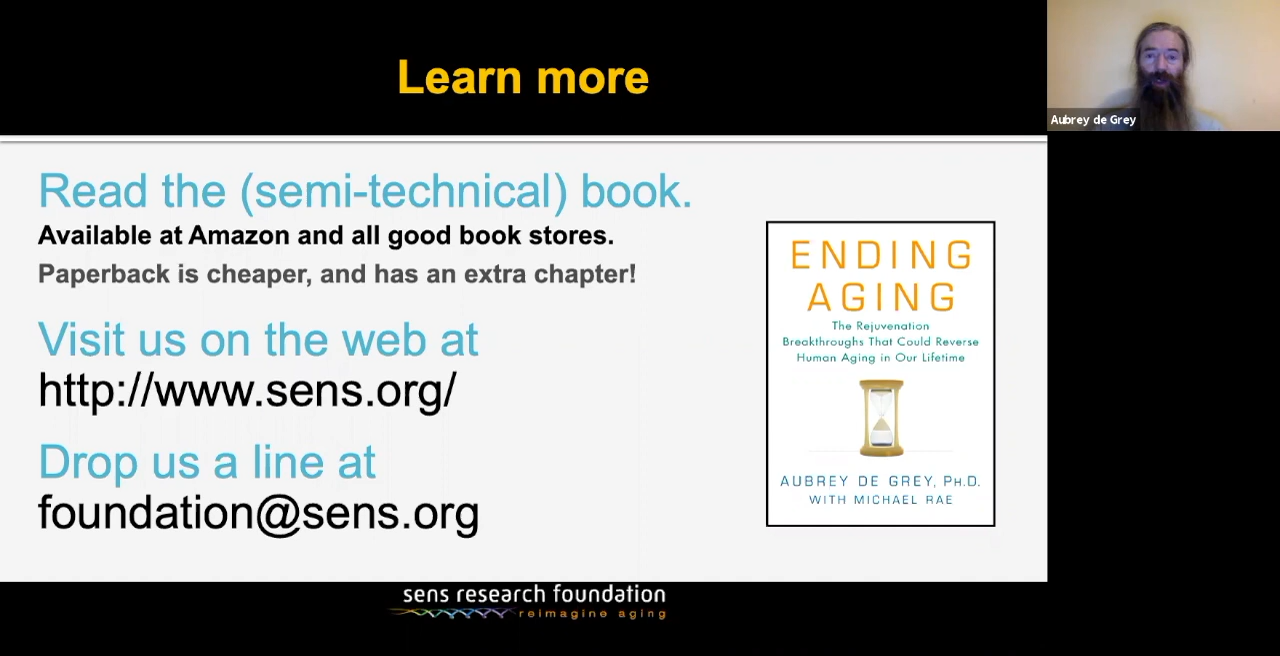 Learn more
Aubrey de Grey
Read the (semi-technical) book.
Available at Amazon and all good book stores.
Paperback is cheaper, and has an extra chapter!
Visit us on the web at
http://www.sens.org/
Drop us a line at
foundation@sens.org
ENDING
AGING
The Rejuvenation
Breakthroughs That Could Reverse
Human Aging in Our Lifetime
AUBREY DE GREY, PH.D.
WITH MICHAEL RAE
sens research foundation
reimagine aging